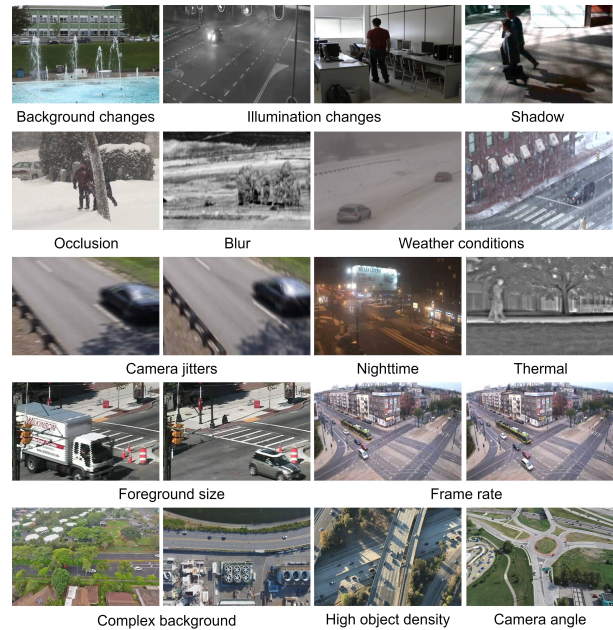 Background changes
Illumination changes
Shadow
Occlusion
Blur
Weather conditions
Camera jitters
Nighttime
Thermal
Foreground size
Frame rate
Complex background
High object density
Camera angle